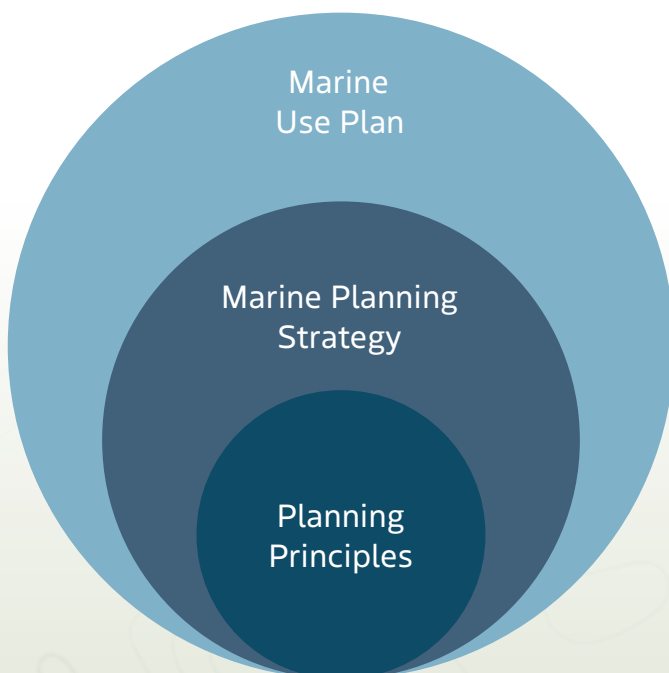 Marine
Use Plan
Marine Planning
Strategy
Planning
Principles